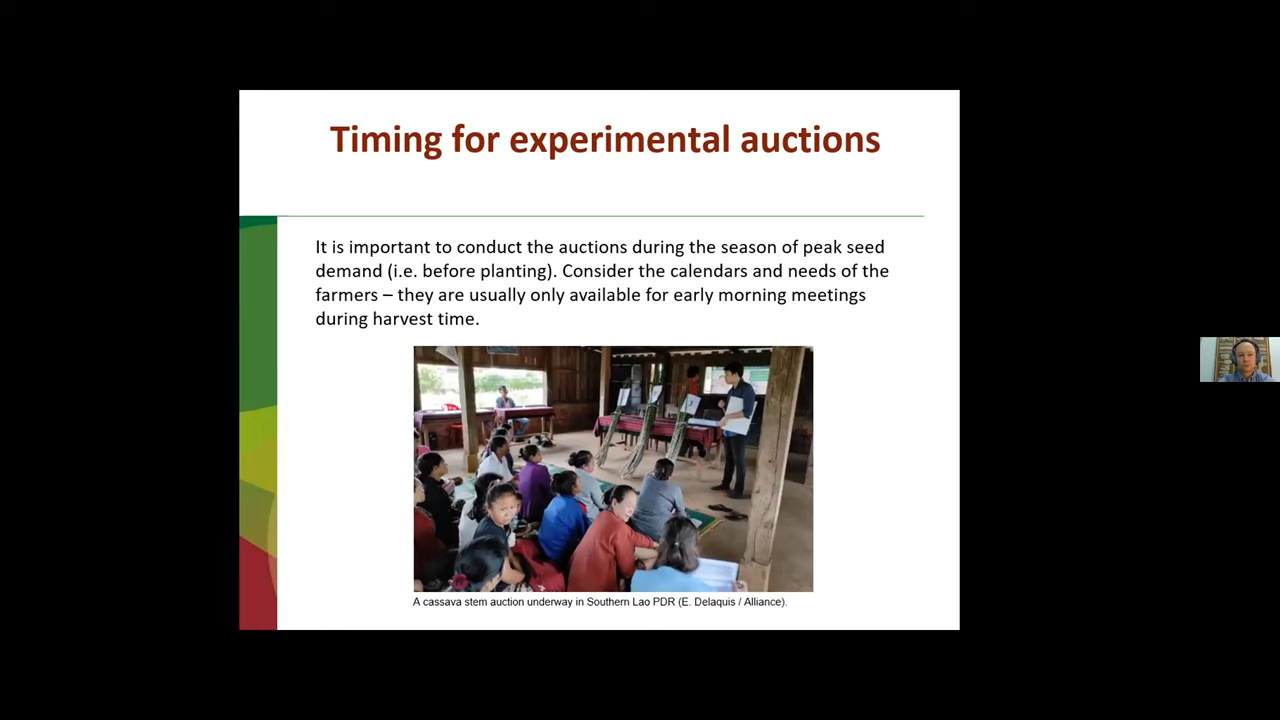 Timing for experimental auctions
It is important to conduct the auctions during the season of peak seed
demand (i.e. before planting). Consider the calendars and needs of the
farmers – they are usually only available for early morning meetings
during harvest time.
A cassava stem auction underway in Southern Lao PDR (E. Delaquis / Alliance).